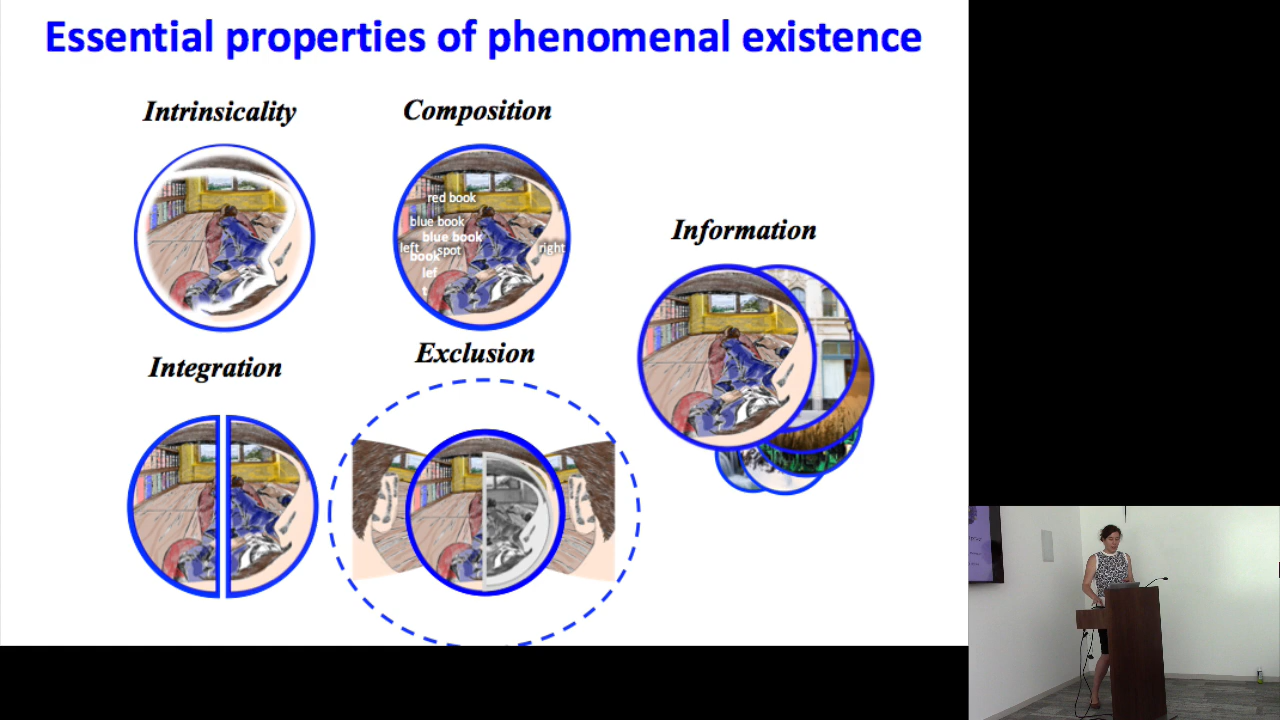 Essential properties of phenomenal existence
Intrinsicality
Composition
red book
blue book
blue book
left
spot
right
book
lef
t
Information
Integration
Exclusion